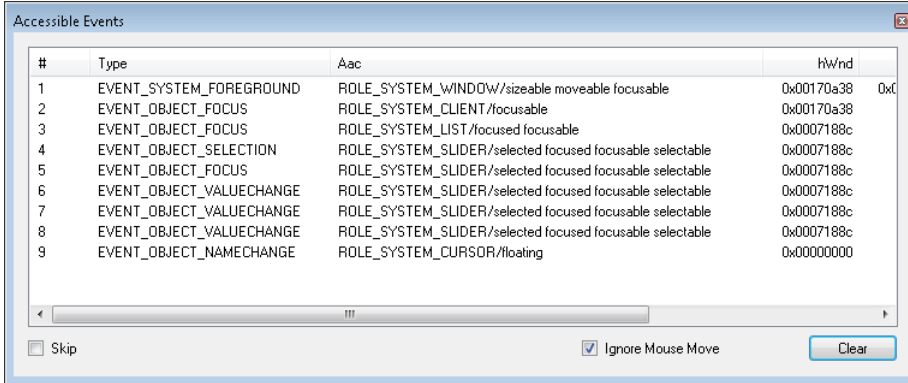 Accessible Events
# Type Aac hWnd
1 EVENT_SYSTEM_FOREGROUND ROLE_SYSTEM_WINDOW/sizeable moveable focusable 0x00170a38
2 EVENT_OBJECT_FOCUS ROLE_SYSTEM_CLIENT/focusable 0x00170a38
3 EVENT_OBJECT_FOCUS ROLE_SYSTEM_LIST/focused focusable 0x0007188c
4 EVENT_OBJECT_SELECTION ROLE_SYSTEM_SLIDER/selected focused focusable selectable 0x0007188c
5 EVENT_OBJECT_FOCUS ROLE_SYSTEM_SLIDER/selected focused focusable selectable 0x0007188c
6 EVENT_OBJECT_VALUECHANGE ROLE_SYSTEM_SLIDER/selected focused focusable selectable 0x0007188c
7 EVENT_OBJECT_VALUECHANGE ROLE_SYSTEM_SLIDER/selected focused focusable selectable 0x0007188c
8 EVENT_OBJECT_VALUECHANGE ROLE_SYSTEM_SLIDER/selected focused focusable selectable 0x0007188c
9 EVENT_OBJECT_NAMECHANGE ROLE_SYSTEM_CURSOR/floating 0x00000000
Skip Ignore Mouse Move Clear